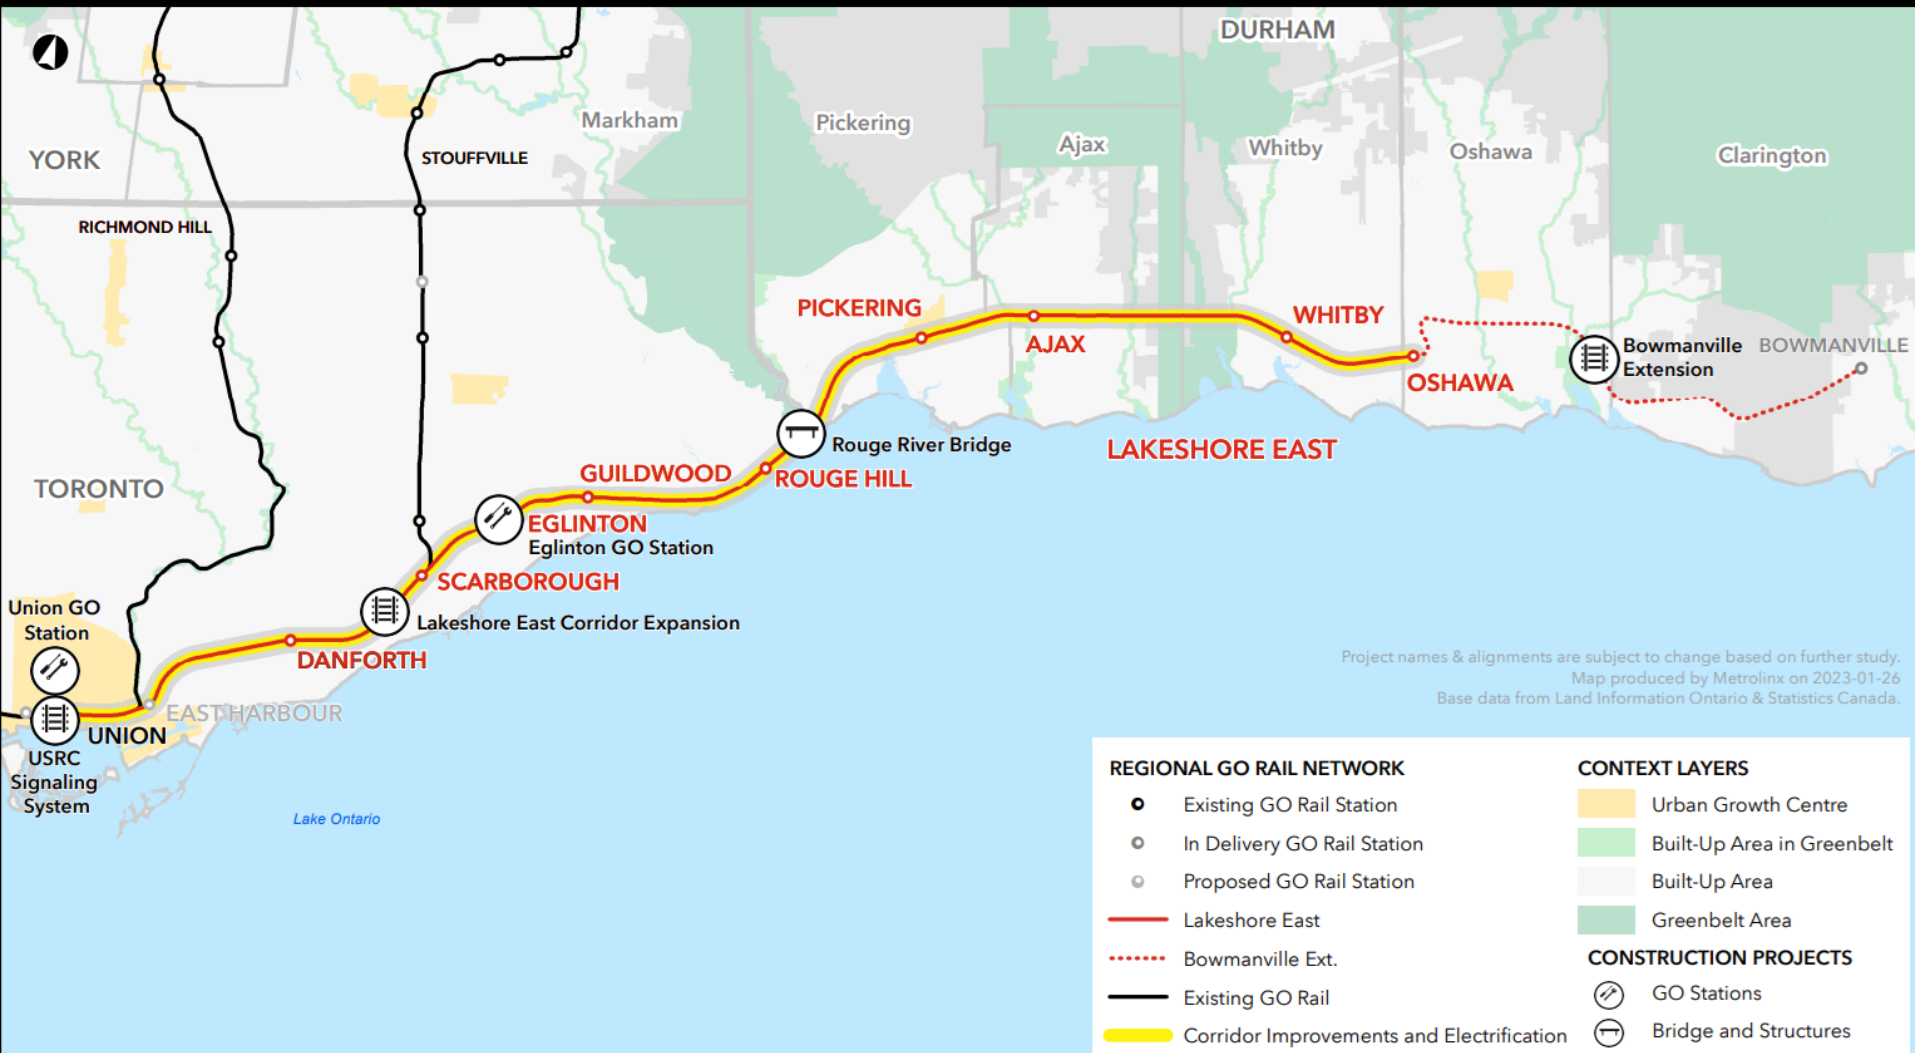 DURHAM
Markham
Pickering
Ajax
Whitby
Oshawa
Clarington
YORK
STOUFFVILLE
RICHMOND HILL
PICKERING
AJAX
WHITBY
OSHAWA
Bowmanville
Extension
BOWMANVILLE
Rouge River Bridge
LAKESHORE EAST
GUILDWOOD
ROUGE HILL
TORONTO
EGLINTON
Eglinton GO Station
SCARBOROUGH
Lakeshore East Corridor Expansion
Union GO
Station
DANFORTH
EAST HARBOUR
UNION
USRC
Signaling
System
Lake Ontario
Project names & alignments are subject to change based on further study.
Map produced by Metrolinx on 2023-01-26
Base data from Land Information Ontario & Statistics Canada.
REGIONAL GO RAIL NETWORK
Existing GO Rail Station
In Delivery GO Rail Station
Proposed GO Rail Station
Lakeshore East
Bowmanville Ext.
Existing GO Rail
Corridor Improvements and Electrification
CONTEXT LAYERS
Urban Growth Centre
Built-Up Area in Greenbelt
Built-Up Area
Greenbelt Area
CONSTRUCTION PROJECTS
GO Stations
Bridge and Structures